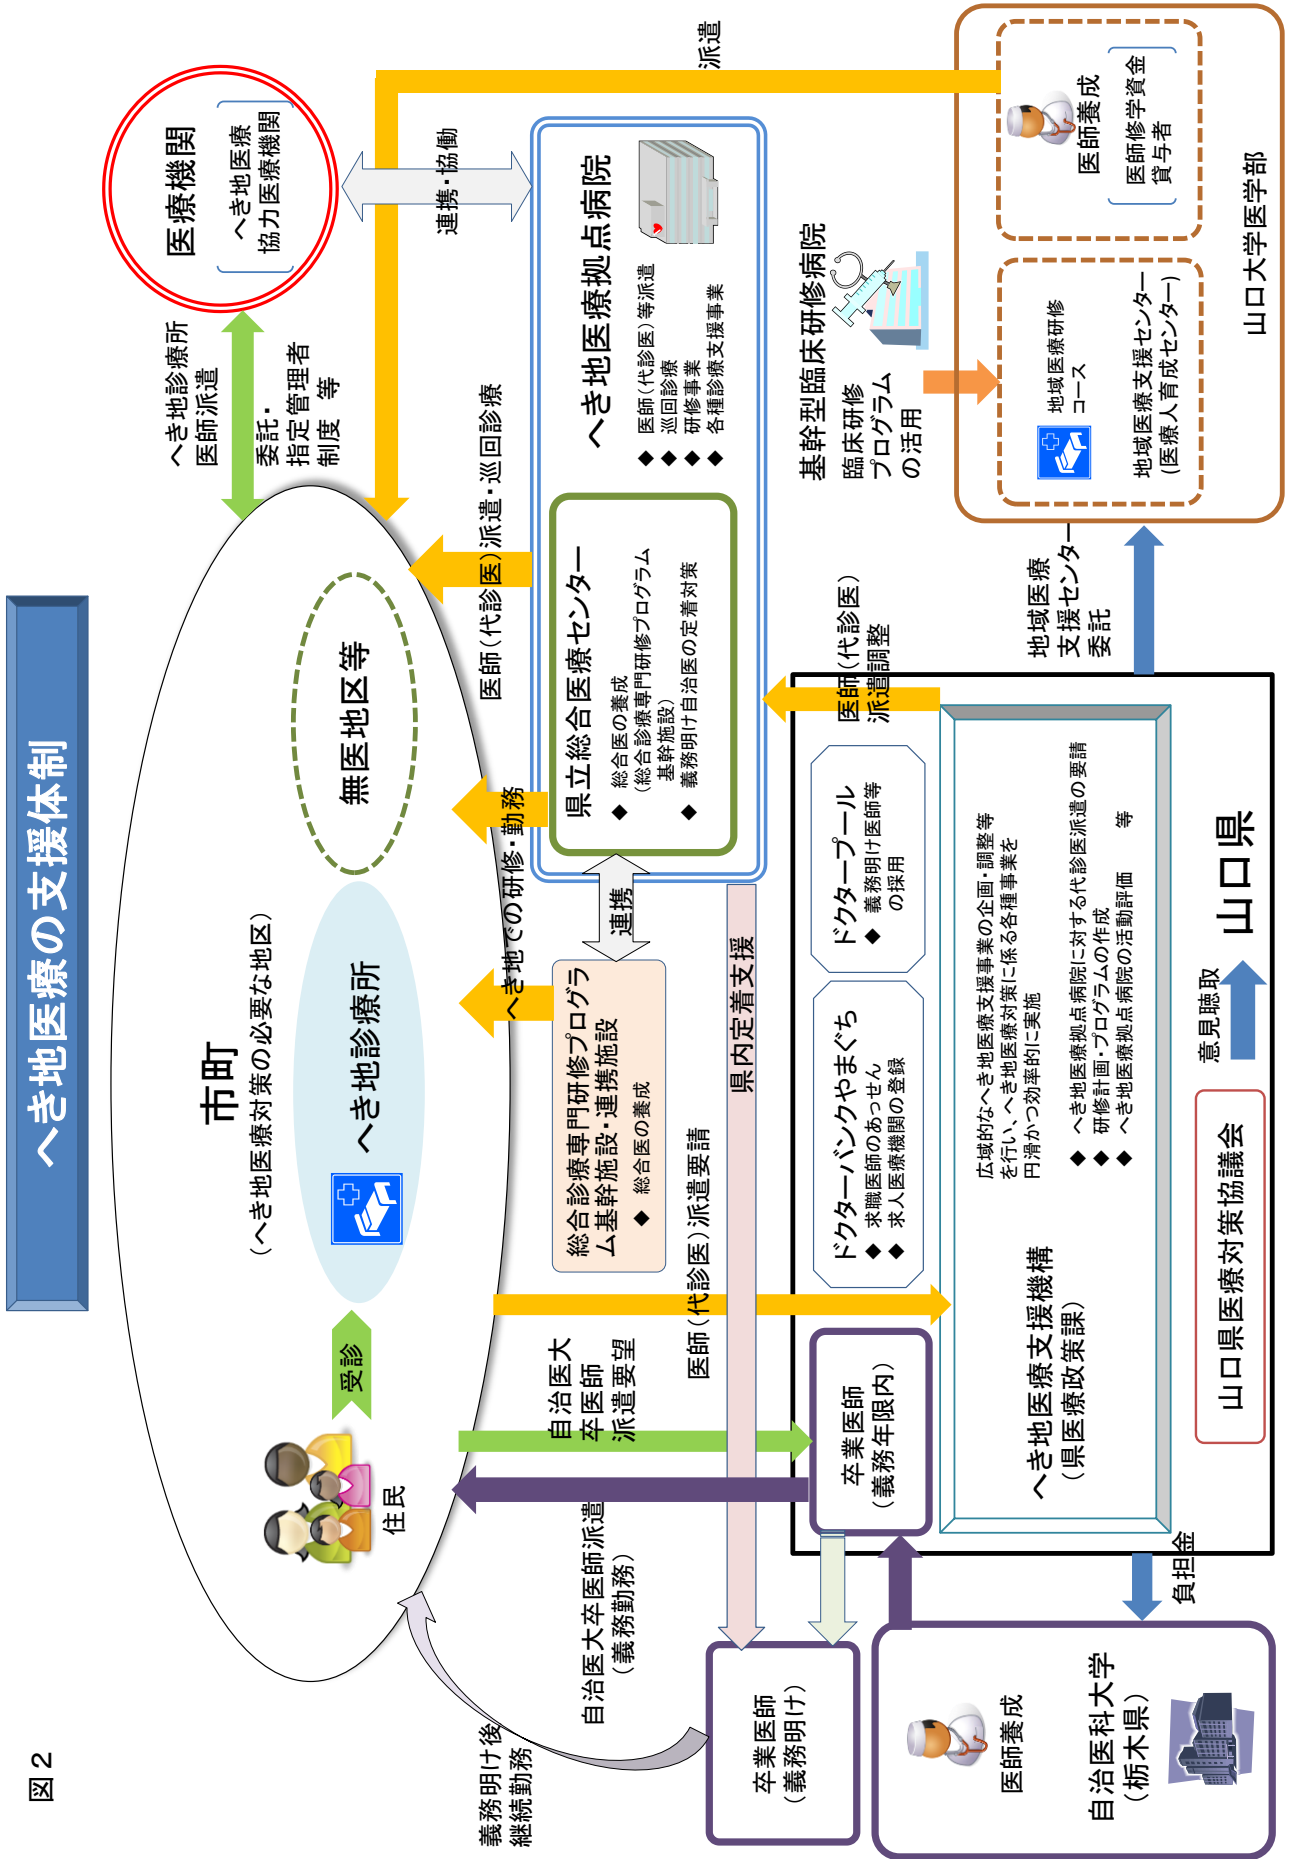 図２
へき地医療の支援体制
市町
（へき地医療対策の必要な地区）
住民
受診
へき地診療所
無医地区等
へき地診療所
医師派遣
委託・
指定管理者
制度　等
医療機関
へき地医療
協力医療機関
義務明け後
継続勤務
自治医大卒医師派遣
（義務勤務）
自治医大
卒医師
派遣要望
医師（代診医）派遣要請
へき地での研修・勤務
医師（代診医）派遣・巡回診療
連携・協働
派遣
総合診療専門研修プログラ
ム基幹施設・連携施設
◆ 総合医の養成
連携
県立総合医療センター
◆ 総合医の養成
（総合診療専門研修プログラム
基幹施設）
◆ 義務明け自治医の定着対策
へき地医療拠点病院
◆ 医師（代診医）等派遣
◆ 巡回診療
◆ 研修事業
◆ 各種診療支援事業
県内定着支援
卒業医師
（義務明け）
卒業医師
（義務年限内）
ドクターバンクやまぐち
◆ 求職医師のあっせん
◆ 求人医療機関の登録
ドクタープール
◆ 義務明け医師等
の採用
医師（代診医）
派遣調整
基幹型臨床研修病院
臨床研修
プログラム
の活用
医師養成
自治医科大学
（栃木県）
負担金
へき地医療支援機構
（県医療政策課）
広域的なへき地医療支援事業の企画・調整等
を行い、へき地医療対策に係る各種事業を
円滑かつ効率的に実施
◆ へき地医療拠点病院に対する代診医派遣の要請
◆ 研修計画・プログラムの作成
◆ へき地医療拠点病院の活動評価　　等
山口県医療対策協議会
意見聴取
山口県
地域医療
支援センター
委託
地域医療研修
コース
地域医療支援センター
(医療人育成センター)
医師養成
医師修学資金
貸与者
山口大学医学部